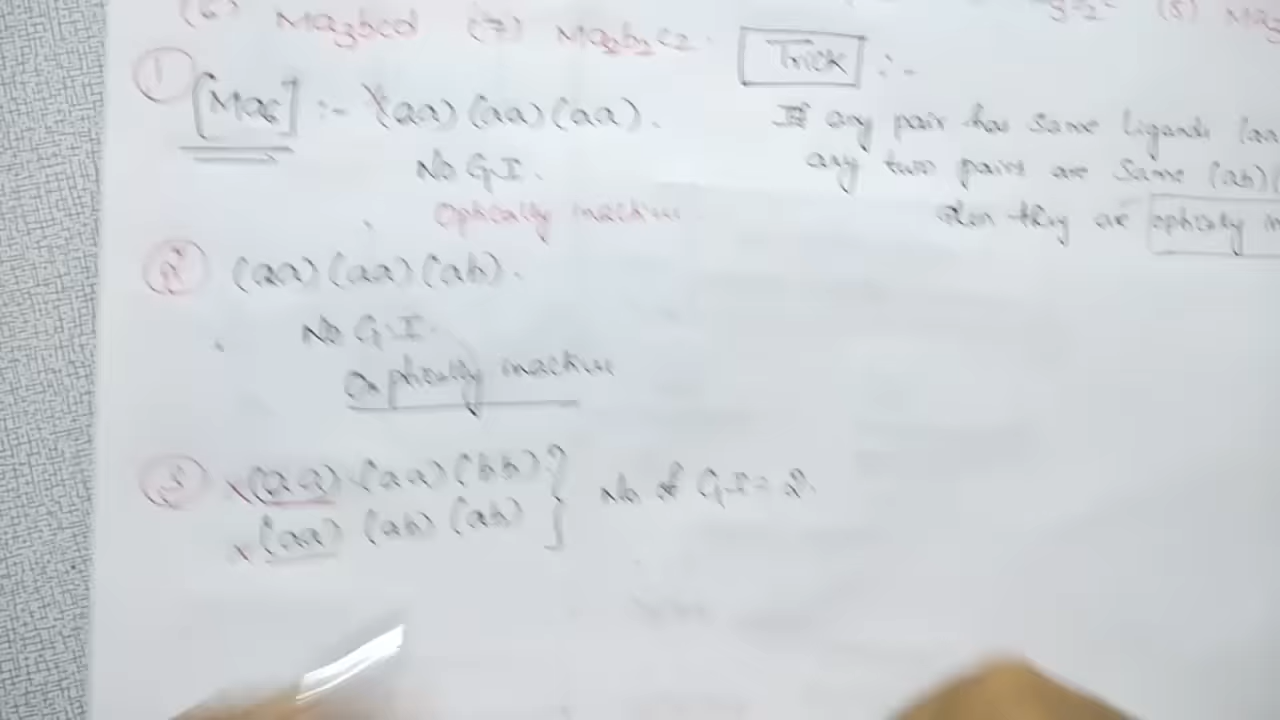 (6) Ma3bcd (7) Ma2b2c2.
(5)
① [Ma6] :- (aa) (aa) (aa).
No G.I.
Optically inactive
Trick :-
If any pair has same ligands (aa
any two pairs are same (ab)(
then they are optically in
② (aa) (aa) (ab).
No G.I.
Optically inactive
③ x(aa) (aa) (bb)
x(aa) (ab) (ab) } No of G.I = 2.